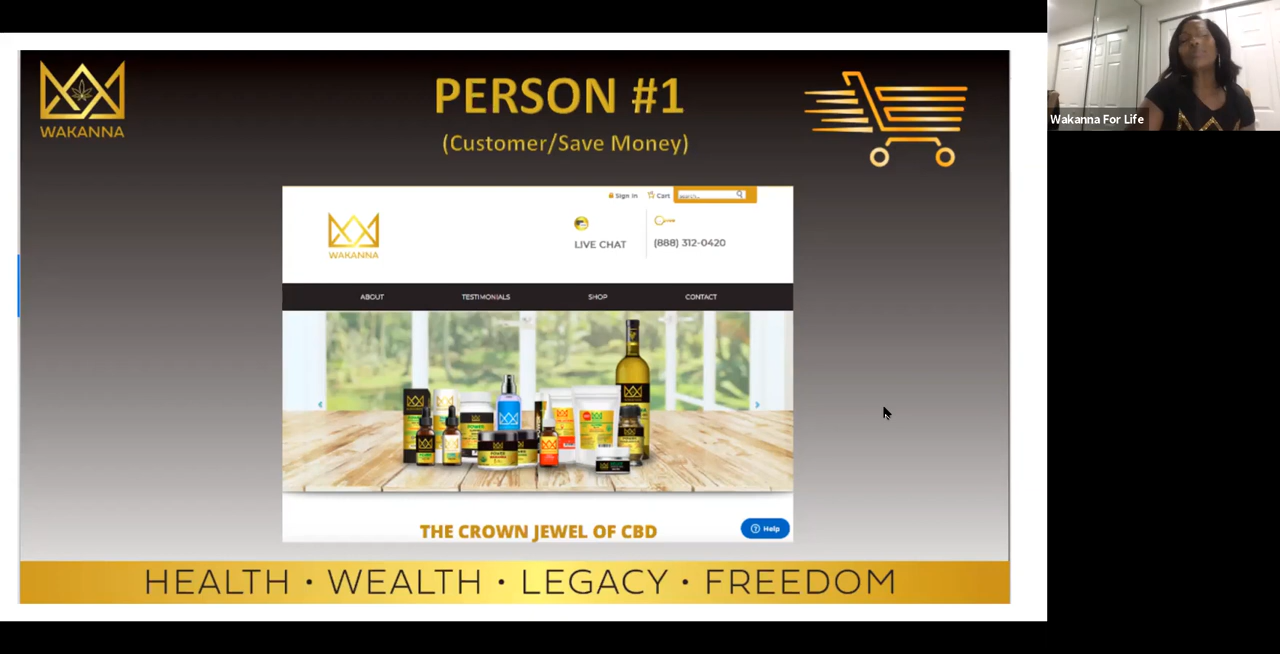 WAKANNA
PERSON #1
(Customer/Save Money)
Wakanna For Life
Sign in
Cart
WAKANNA
LIVE CHAT
(888) 312-0420
ABOUT
TESTIMONIALS
SHOP
CONTACT
THE CROWN JEWEL OF CBD
Help
HEALTH • WEALTH • LEGACY • FREEDOM